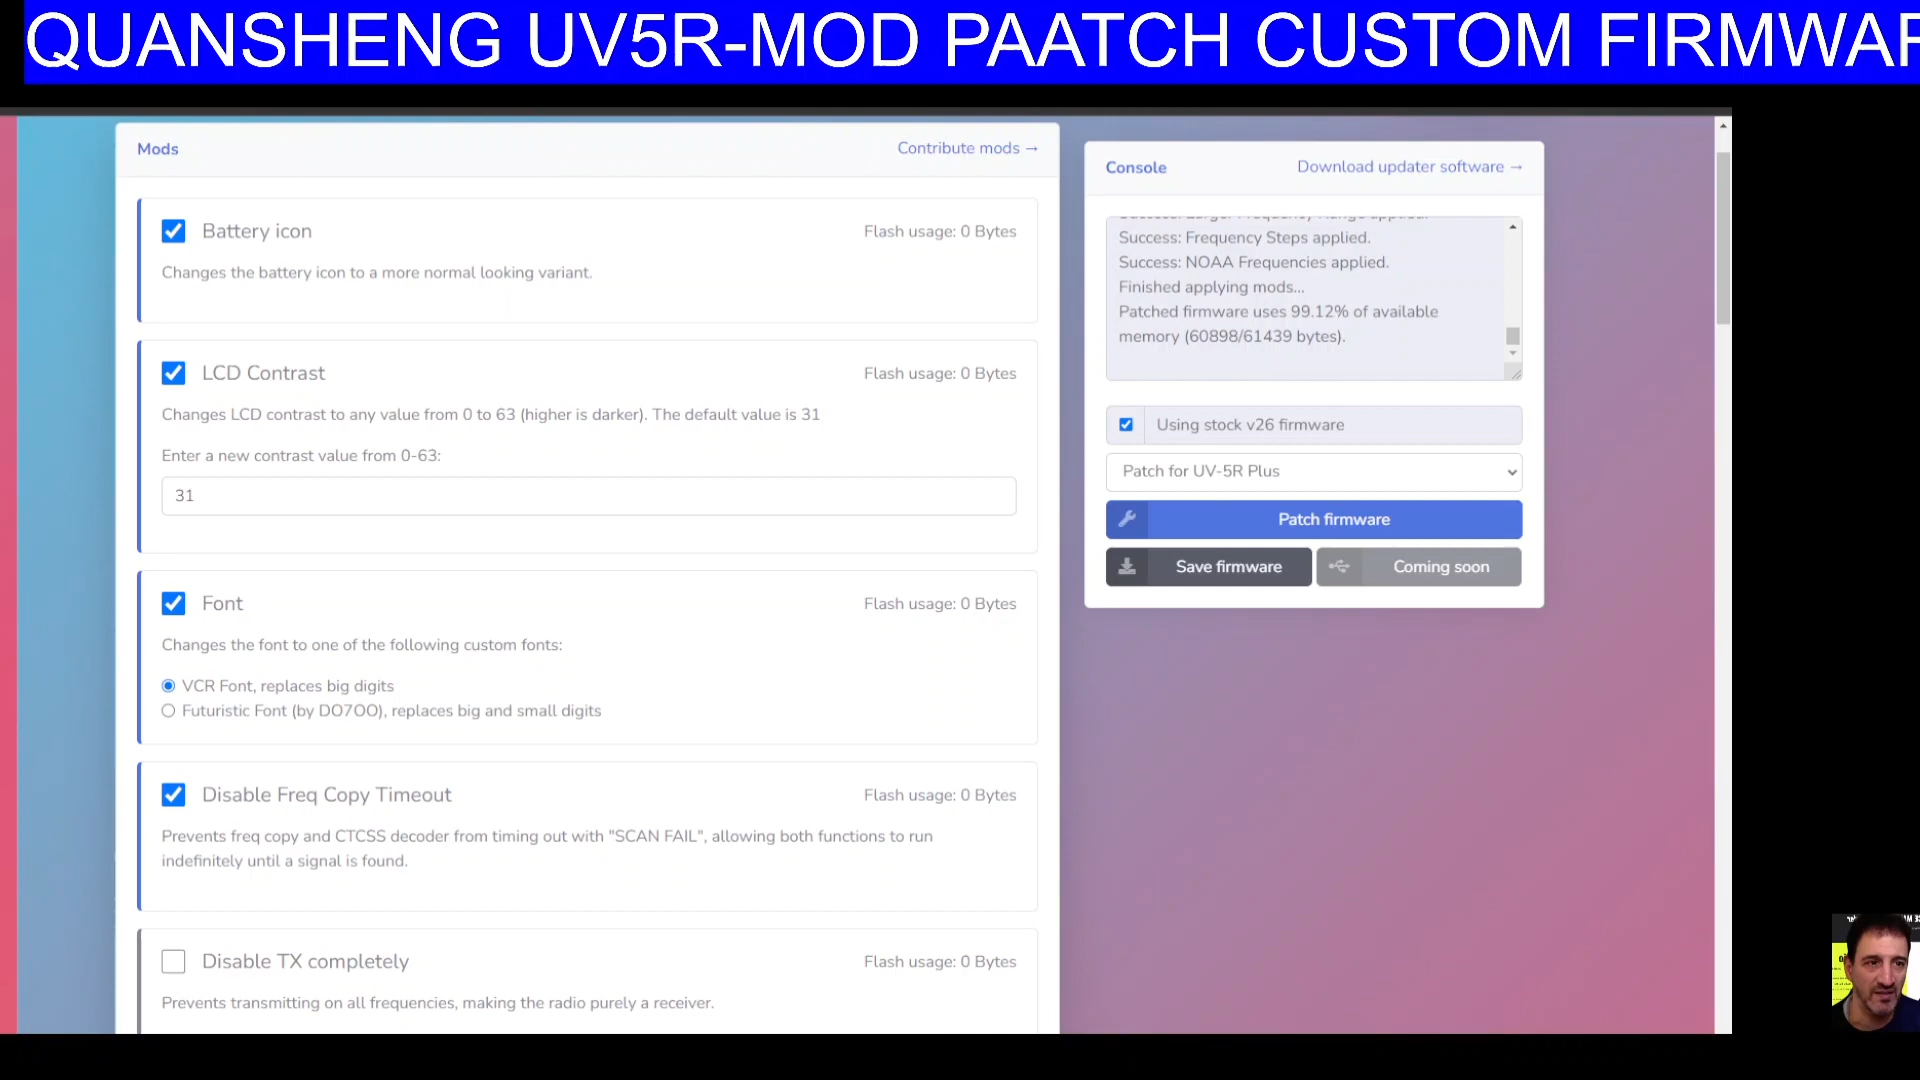 QUANSHENG UV5R-MOD PAATCH CUSTOM FIRMWAR
Mods
Contribute mods →
Battery icon
Flash usage: 0 Bytes
Changes the battery icon to a more normal looking variant.
LCD Contrast
Flash usage: 0 Bytes
Changes LCD contrast to any value from 0 to 63 (higher is darker). The default value is 31
Enter a new contrast value from 0-63:
31
Font
Flash usage: 0 Bytes
Changes the font to one of the following custom fonts:
VCR Font, replaces big digits
Futuristic Font (by DO7OO), replaces big and small digits
Disable Freq Copy Timeout
Flash usage: 0 Bytes
Prevents freq copy and CTCSS decoder from timing out with "SCAN FAIL", allowing both functions to run
indefinitely until a signal is found.
Disable TX completely
Flash usage: 0 Bytes
Prevents transmitting on all frequencies, making the radio purely a receiver.
Console
Download updater software →
Success: Larger Frequency Range applied.
Success: Frequency Steps applied.
Success: NOAA Frequencies applied.
Finished applying mods...
Patched firmware uses 99.12% of available
memory (60898/61439 bytes).
Using stock v26 firmware
Patch for UV-5R Plus
Patch firmware
Save firmware
Coming soon